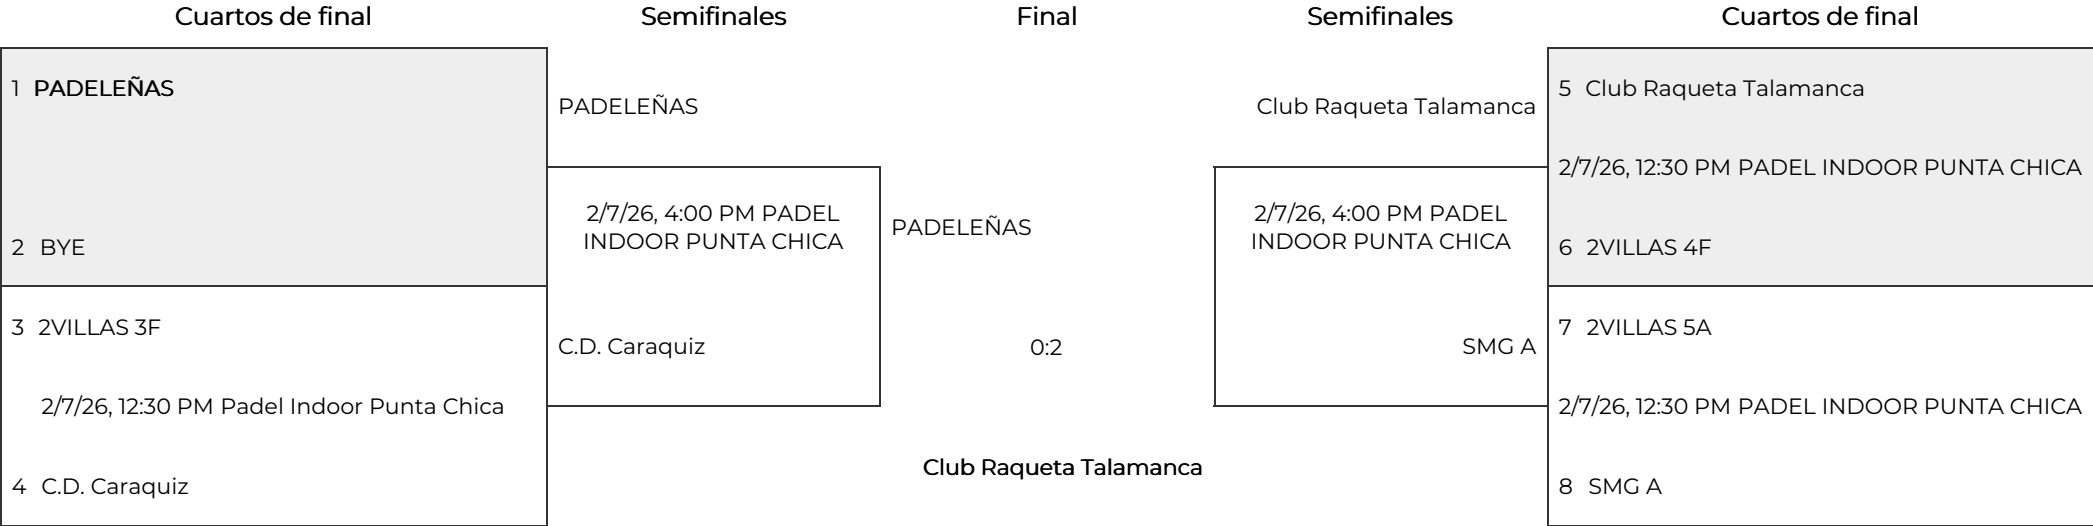 Cuartos de final
Semifinales
Final
Semifinales
Cuartos de final
1 PADELEÑAS
2 BYE
3 2VILLAS 3F
2/7/26, 12:30 PM Padel Indoor Punta Chica
4 C.D. Caraquiz
PADELEÑAS
2/7/26, 4:00 PM PADEL
INDOOR PUNTA CHICA
C.D. Caraquiz
PADELEÑAS
0:2
Club Raqueta Talamanca
Club Raqueta Talamanca
2/7/26, 4:00 PM PADEL
INDOOR PUNTA CHICA
SMG A
5 Club Raqueta Talamanca
2/7/26, 12:30 PM PADEL INDOOR PUNTA CHICA
6 2VILLAS 4F
7 2VILLAS 5A
2/7/26, 12:30 PM PADEL INDOOR PUNTA CHICA
8 SMG A